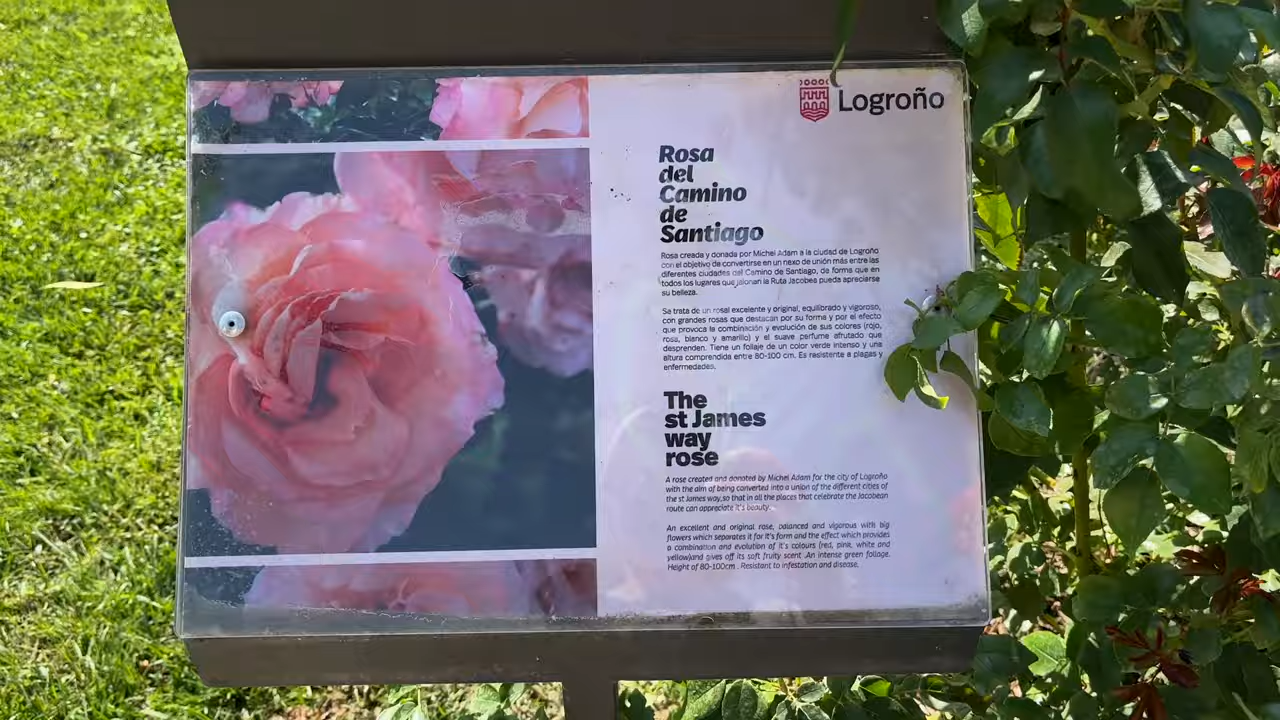 Logroño
Rosa
del
Camino
de
Santiago
Rosa creada y donada por Michel Adam a la ciudad de Logroño
con el objetivo de convertirse en un nexo de unión más entre las
diferentes ciudades del Camino de Santiago, de forma que en
todos los lugares que jalonan la Ruta Jacobea pueda apreciarse
su belleza.
Se trata de un rosal excelente y original, equilibrado y vigoroso,
con grandes rosas que destacan por su forma y por el efecto
que provoca la combinación y evolución de sus colores (rojo,
rosa, blanco y amarillo) y el suave perfume afrutado que
desprenden. Tiene un follaje de un color verde intenso y una
altura comprendida entre 80-100 cm. Es resistente a plagas y
enfermedades.
The
st James
way
rose
A rose created and donated by Michel Adam for the city of Logroño
with the aim of being converted into a union of the different cities of
the st James way,so that in all the places that celebrate the Jacobean
route can appreciate it's beauty.
An excellent and original rose, balanced and vigorous with big
flowers which separates it for it's form and the effect which provides
a combination and evolution of it's colours (red, pink, white and
yellow)and gives off its soft fruity scent .An intense green foliage.
Height of 80-100cm . Resistant to infestation and disease.